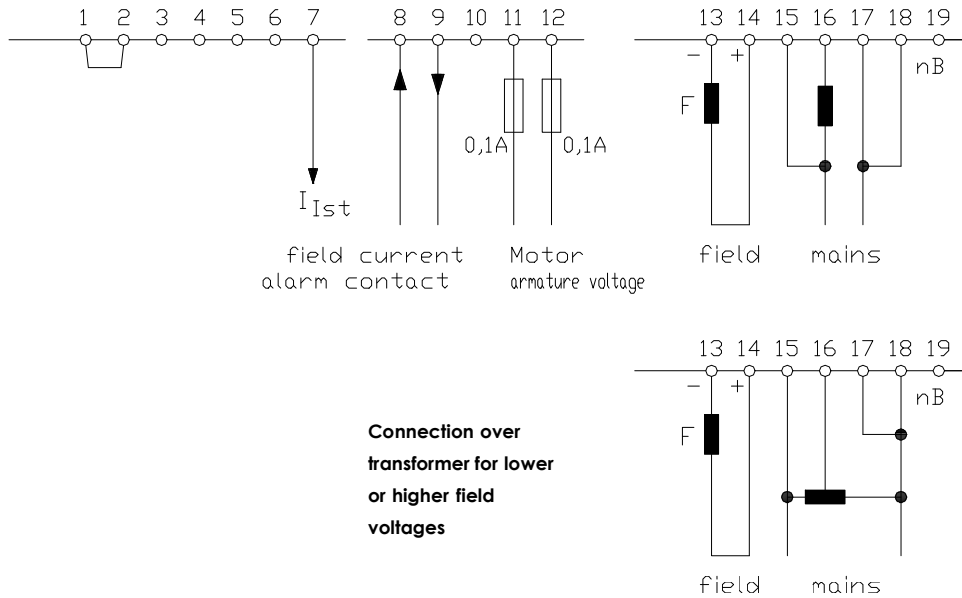 1 2 3 4 5 6 7 8 9 10 11 12 13 14 15 16 17 18 19
- + nB
F
0,1A 0,1A
I Ist
field current Motor field mains
alarm contact armature voltage
13 14 15 16 17 18 19
- + nB
Connection over
F
transformer for lower
or higher field
voltages
field mains